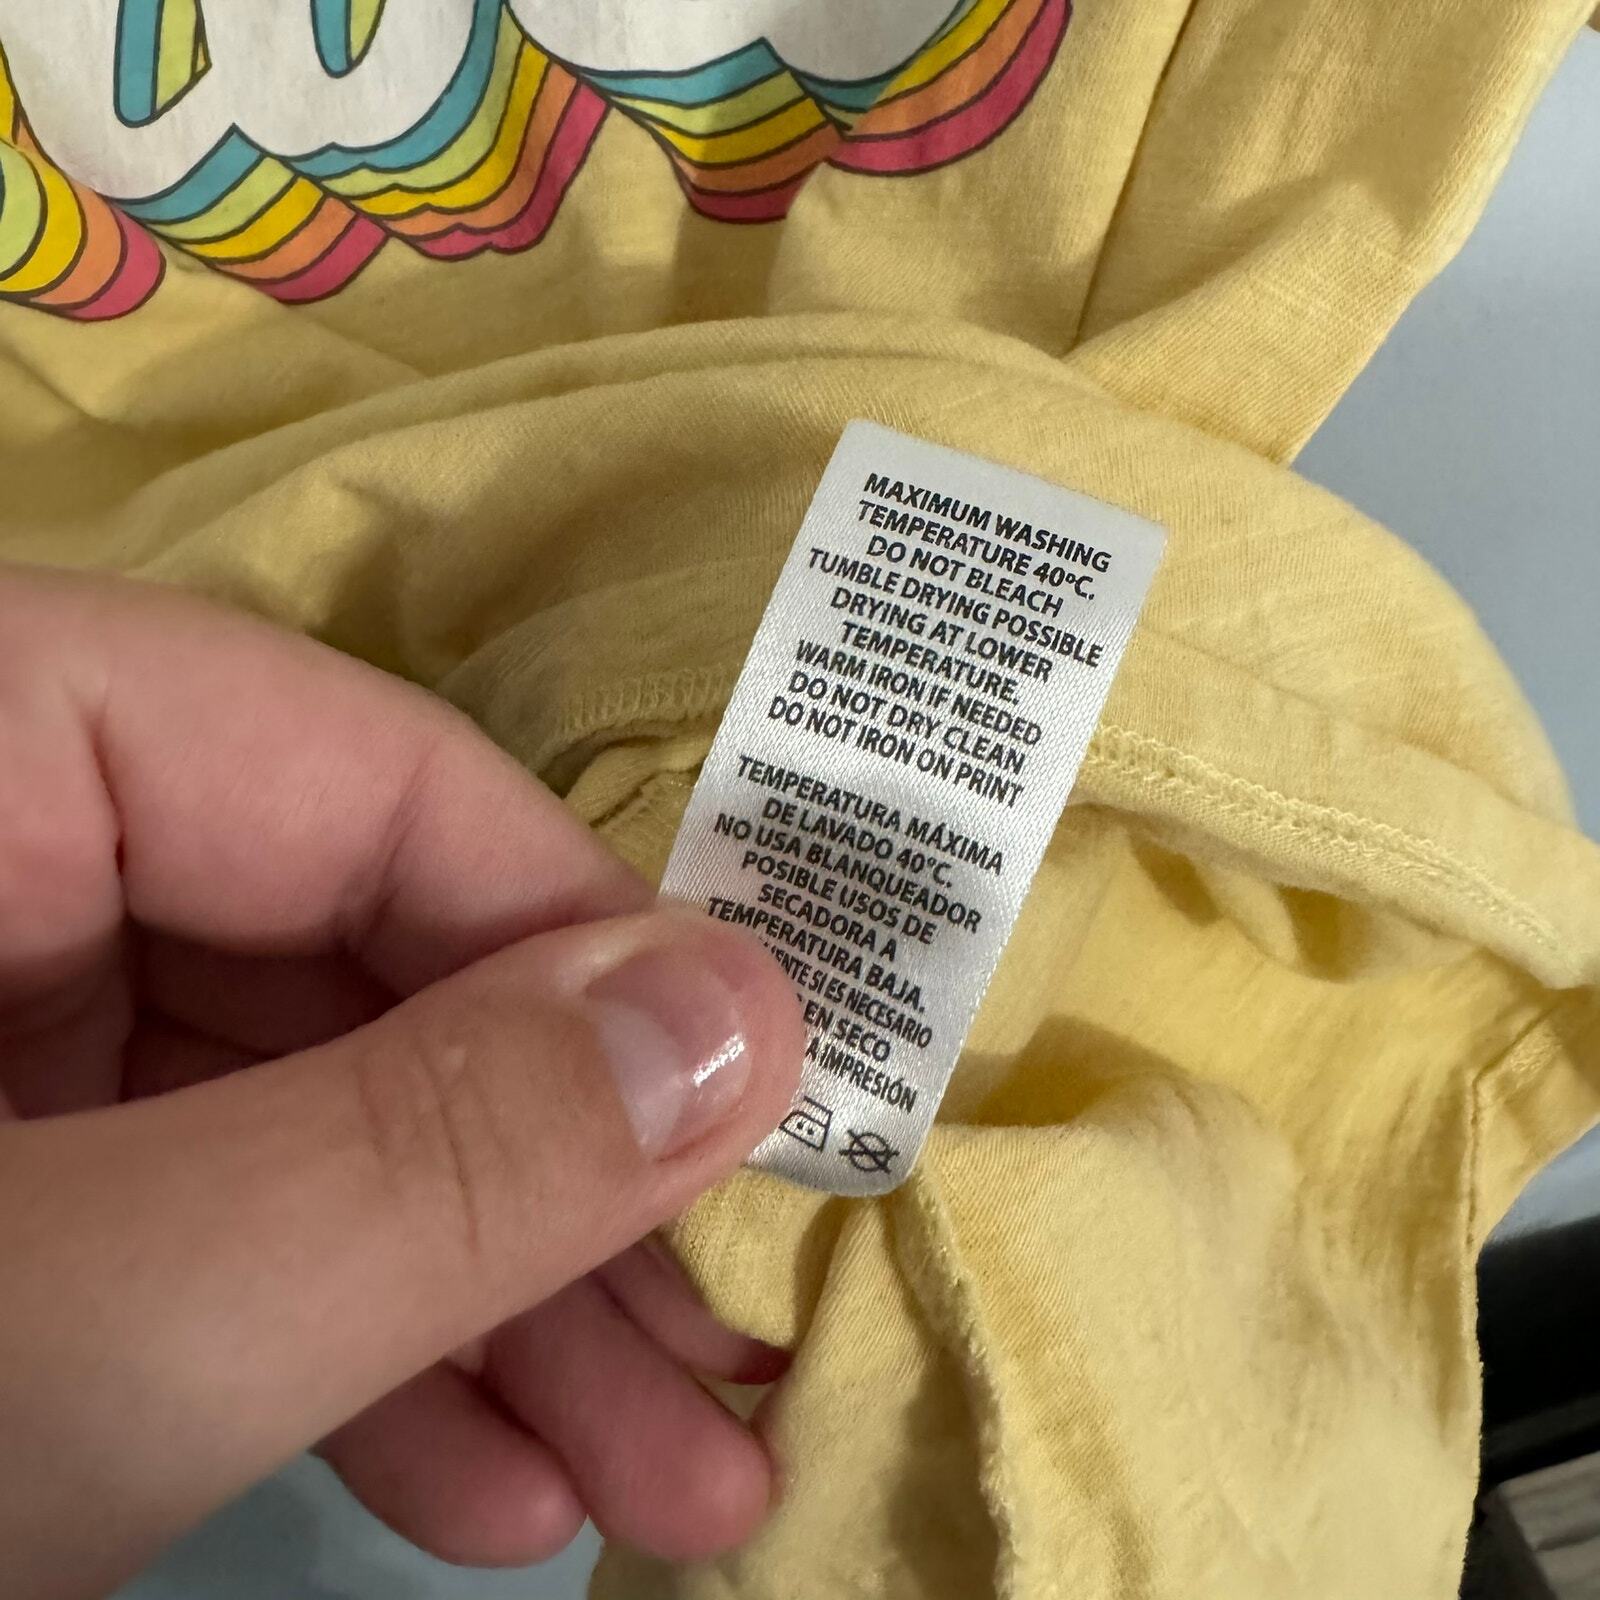 MAXIMUM WASHING
TEMPERATURE 40ºC.
DO NOT BLEACH
TUMBLE DRYING POSSIBLE
DRYING AT LOWER
TEMPERATURE.
WARM IRON IF NEEDED
DO NOT DRY CLEAN
DO NOT IRON ON PRINT
TEMPERATURA MÁXIMA
DE LAVADO 40°C.
NO USA BLANQUEADOR
POSIBLE USOS DE
SECADORA A
TEMPERATURA BAJA.
SI ES NECESARIO
EN SECO
IMPRESIÓN